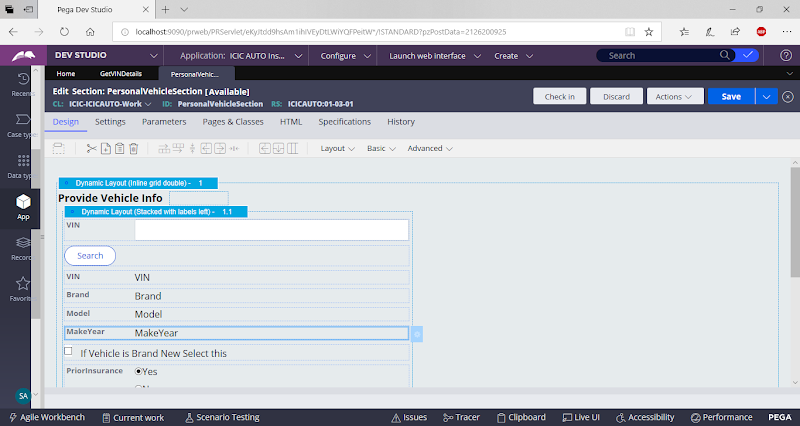 Pega Dev Studio
localhost:9090/prweb/PRServlet/eKyJtdd9hsAm1ihIVEyDtLWiYQFPeitW*/!STANDARD?pzPostData=2126200925
DEV STUDIO Application: ICIC AUTO Ins... Configure Launch web interface Create Search
Home GetVINDetails PersonalVehic...
Recen
Edit Section: PersonalVehicleSection [Available]
CL: ICIC-ICICAUTO-Work ID: PersonalVehicleSection RS: ICICAUTO:01-03-01
Check in Discard Actions Save
Case typ
Design Settings Parameters Pages & Classes HTML Specifications History
Layout Basic Advanced
Data typ
App
Recor
Favorit
SA
Dynamic Layout (Inline grid double) - 1
Provide Vehicle Info
Dynamic Layout (Stacked with labels left) - 1.1
VIN
Search
VIN VIN
Brand Brand
Model Model
MakeYear MakeYear
If Vehicle is Brand New Select this
PriorInsurance Yes
Agile Workbench Current work Scenario Testing Issues Tracer Clipboard Live UI Accessibility Performance PEGA